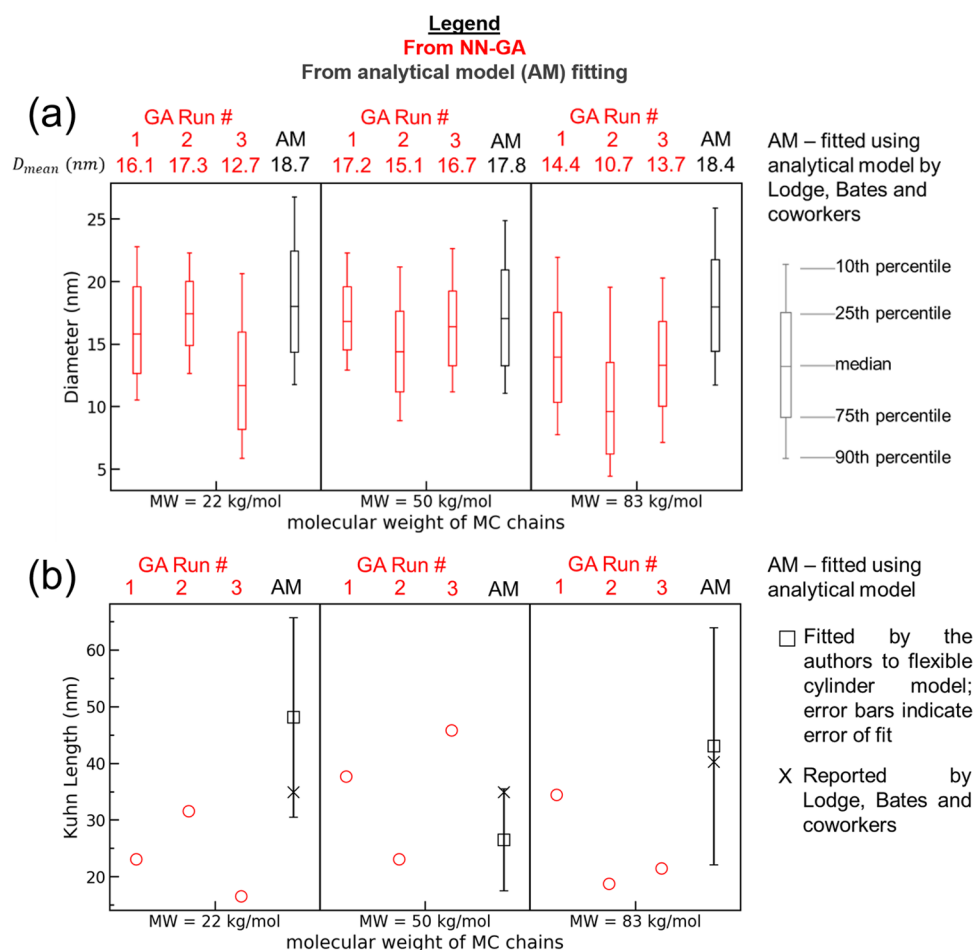 Legend
From NN-GA
From analytical model (AM) fitting
(a)
GA Run #
1 2 3 AM
GA Run #
1 2 3 AM
GA Run #
1 2 3 AM
D_mean (nm) 16.1 17.3 12.7 18.7 17.2 15.1 16.7 17.8 14.4 10.7 13.7 18.4
AM – fitted using
analytical model by
Lodge, Bates and
coworkers
10th percentile
25th percentile
median
75th percentile
90th percentile
Diameter (nm)
25
20
15
10
5
MW = 22 kg/mol MW = 50 kg/mol MW = 83 kg/mol
molecular weight of MC chains
(b)
GA Run #
1 2 3 AM
GA Run #
1 2 3 AM
GA Run #
1 2 3 AM
AM – fitted using
analytical model
Fitted by the
authors to flexible
cylinder model;
error bars indicate
error of fit
Reported by
Lodge, Bates and
coworkers
Kuhn Length (nm)
60
50
40
30
20
MW = 22 kg/mol MW = 50 kg/mol MW = 83 kg/mol
molecular weight of MC chains